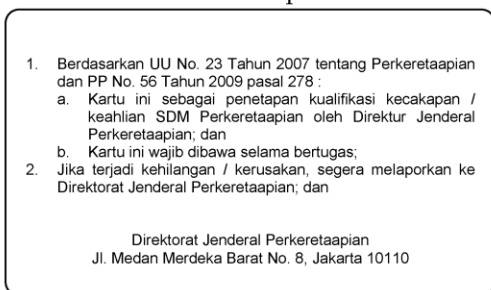 1. Berdasarkan UU No. 23 Tahun 2007 tentang Perkeretaapian
dan PP No. 56 Tahun 2009 pasal 278 :
a. Kartu ini sebagai penetapan kualifikasi kecakapan /
keahlian SDM Perkeretaapian oleh Direktur Jenderal
Perkeretaapian; dan
b. Kartu ini wajib dibawa selama bertugas;
2. Jika terjadi kehilangan / kerusakan, segera melaporkan ke
Direktorat Jenderal Perkeretaapian; dan
Direktorat Jenderal Perkeretaapian
Jl. Medan Merdeka Barat No. 8, Jakarta 10110